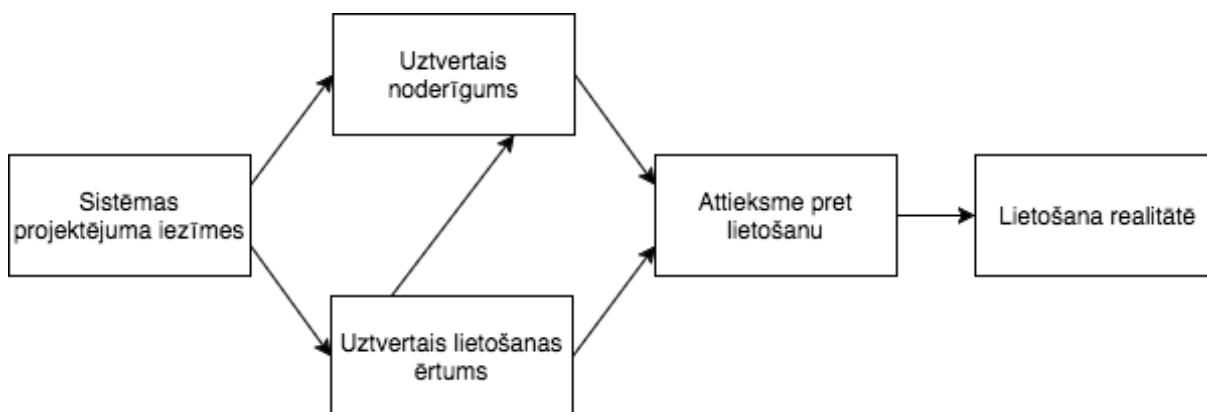 Uztvertais
noderīgums
Sistēmas
projektējuma iezīmes
Attieksme pret
lietošanu
Lietošana realitātē
Uztvertais lietošanas
ērtums